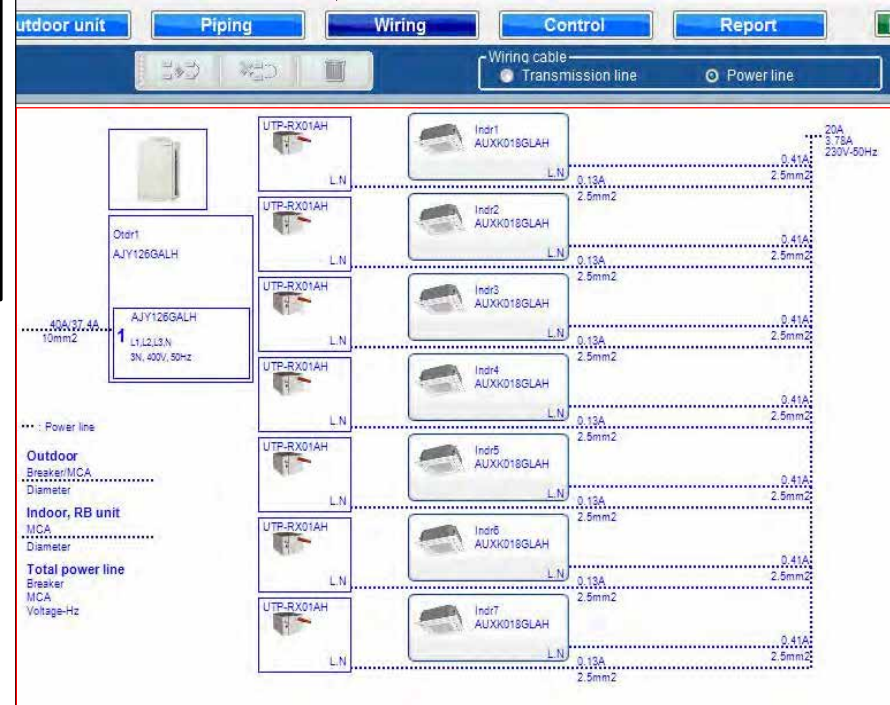 utdoor unit
Piping
Wiring
Control
Report
Wiring cable
Transmission line
Power line
UTP-RX01AH
L.N
Indr1
AUXK018GLAH
L.N
0.13A
2.5mm2
0.41A
2.5mm2
20A
3.78A
230V-50Hz
Otdr1
AJY126GALH
40A/37.4A
10mm2
AJY126GALH
1
L1,L2,L3,N
3N, 400V, 50Hz
UTP-RX01AH
L.N
Indr2
AUXK018GLAH
L.N
0.13A
2.5mm2
0.41A
2.5mm2
UTP-RX01AH
L.N
Indr3
AUXK018GLAH
L.N
0.13A
2.5mm2
0.41A
2.5mm2
UTP-RX01AH
L.N
Indr4
AUXK018GLAH
L.N
0.13A
2.5mm2
0.41A
2.5mm2
UTP-RX01AH
L.N
Indr5
AUXK018GLAH
L.N
0.13A
2.5mm2
0.41A
2.5mm2
UTP-RX01AH
L.N
Indr6
AUXK018GLAH
L.N
0.13A
2.5mm2
0.41A
2.5mm2
UTP-RX01AH
L.N
Indr7
AUXK018GLAH
L.N
0.13A
2.5mm2
0.41A
2.5mm2
: Power line
Outdoor
Breaker/MCA
Diameter
Indoor, RB unit
MCA
Diameter
Total power line
Breaker
MCA
Voltage-Hz